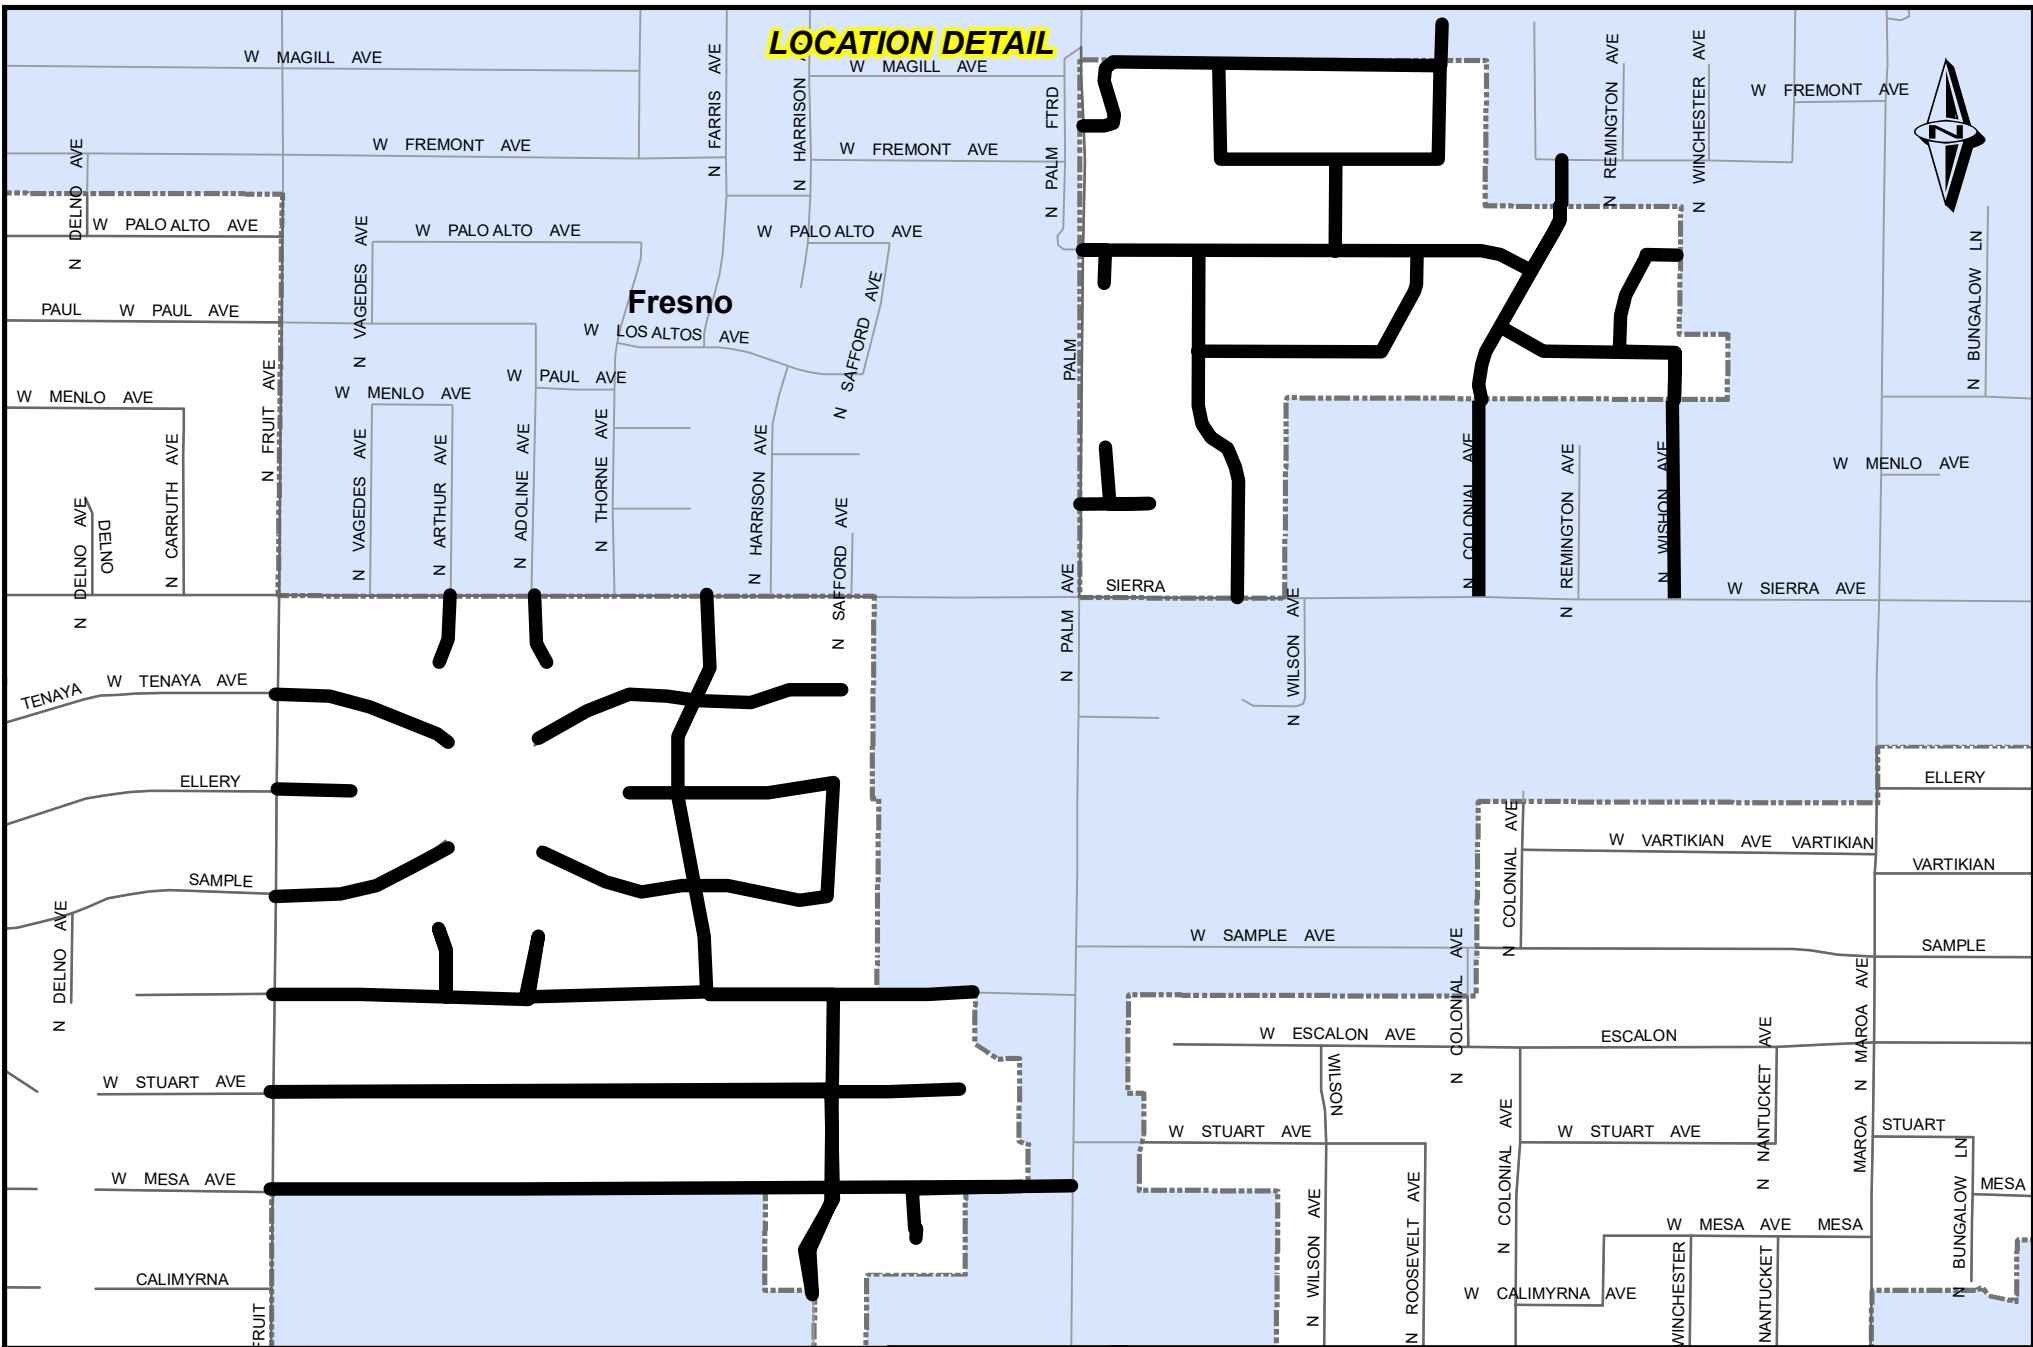 LOCATION DETAIL
W MAGILL AVE
W MAGILL AVE
N FARRIS AVE
N HARRISON A
N PALM FTRD
N REMINGTON AVE
N WINCHESTER AVE
W FREMONT AVE
N
W FREMONT AVE
W FREMONT AVE
N DELNO AVE
W PALO ALTO AVE
N VAGEDES AVE
W PALO ALTO AVE
W PALO ALTO AVE
N SAFFORD AVE
N BUNGALOW LN
Fresno
PAUL W PAUL AVE
W LOS ALTOS AVE
PALM
N FRUIT AVE
W PAUL AVE
W MENLO AVE
W MENLO AVE
N CARRUTH AVE
N VAGEDES AVE
N ARTHUR AVE
N ADOLINE AVE
N THORNE AVE
N HARRISON AVE
N SAFFORD AVE
N COLONIAL AVE
N REMINGTON AVE
N WISHON AVE
W MENLO AVE
N DELNO AVE
DELNO
N PALM AVE
SIERRA
N WILSON AVE
W SIERRA AVE
TENAYA W TENAYA AVE
ELLERY
ELLERY
N COLONIAL AVE
W VARTIKIAN AVE VARTIKIAN
VARTIKIAN
SAMPLE
N DELNO AVE
W SAMPLE AVE
SAMPLE
N COLONIAL AVE
N MAROA AVE
MAROA
W ESCALON AVE
ESCALON
N NANTUCKET AVE
WILSON
W STUART AVE
W STUART AVE
N COLONIAL AVE
W STUART AVE
STUART
N BUNGALOW LN
W MESA AVE
N WILSON AVE
N ROOSEVELT AVE
W MESA AVE MESA
MESA
CALIMYRNA
W CALIMYRNA AVE
WINCHESTER
NANTUCKET
FRUIT